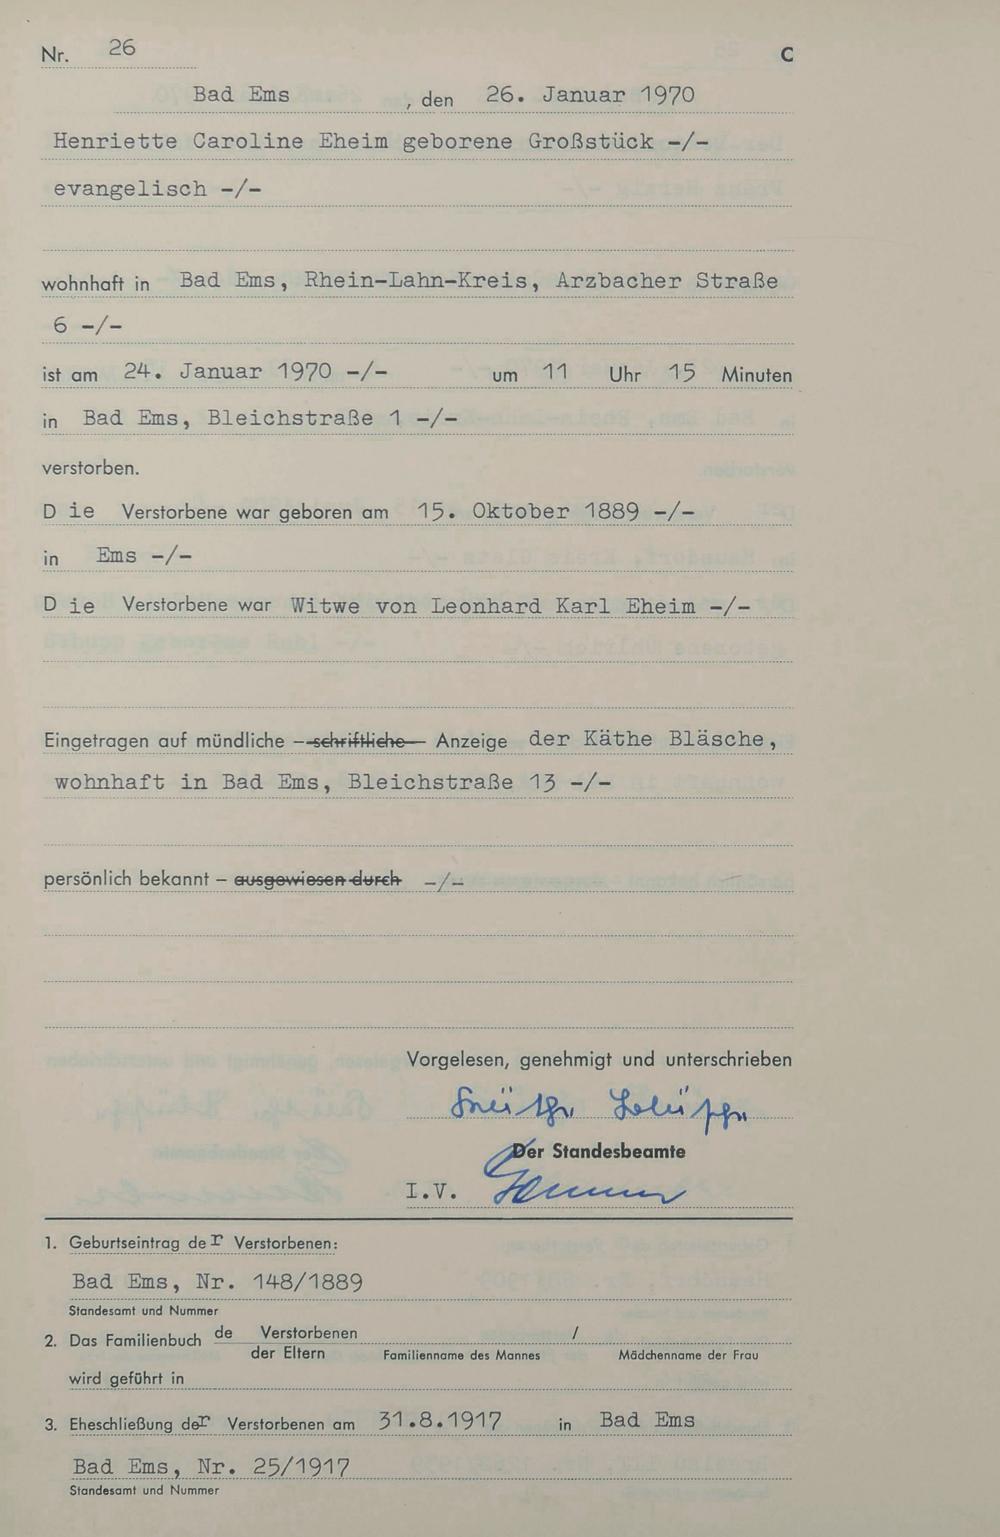 Nr. 26 C
Bad Ems , den 26. Januar 1970
Henriette Caroline Eheim geborene Großstück -/-
evangelisch -/-
wohnhaft in Bad Ems, Rhein-Lahn-Kreis, Arzbacher Straße
6 -/-
ist am 24. Januar 1970 -/- um 11 Uhr 15 Minuten
in Bad Ems, Bleichstraße 1 -/-
verstorben.
D ie Verstorbene war geboren am 15. Oktober 1889 -/-
in Ems -/-
D ie Verstorbene war Witwe von Leonhard Karl Eheim -/-
Eingetragen auf mündliche – schriftliche – Anzeige der Käthe Bläsche,
wohnhaft in Bad Ems, Bleichstraße 13 -/-
persönlich bekannt – ausgewiesen durch -/-
Vorgelesen, genehmigt und unterschrieben
Käthe Bläsche
Der Standesbeamte
I.V.
1. Geburtseintrag der Verstorbenen:
Bad Ems, Nr. 148/1889
Standesamt und Nummer
2. Das Familienbuch de Verstorbenen /
der Eltern Familienname des Mannes Mädchenname der Frau
wird geführt in
3. Eheschließung der Verstorbenen am 31.8.1917 in Bad Ems
Bad Ems, Nr. 25/1917
Standesamt und Nummer